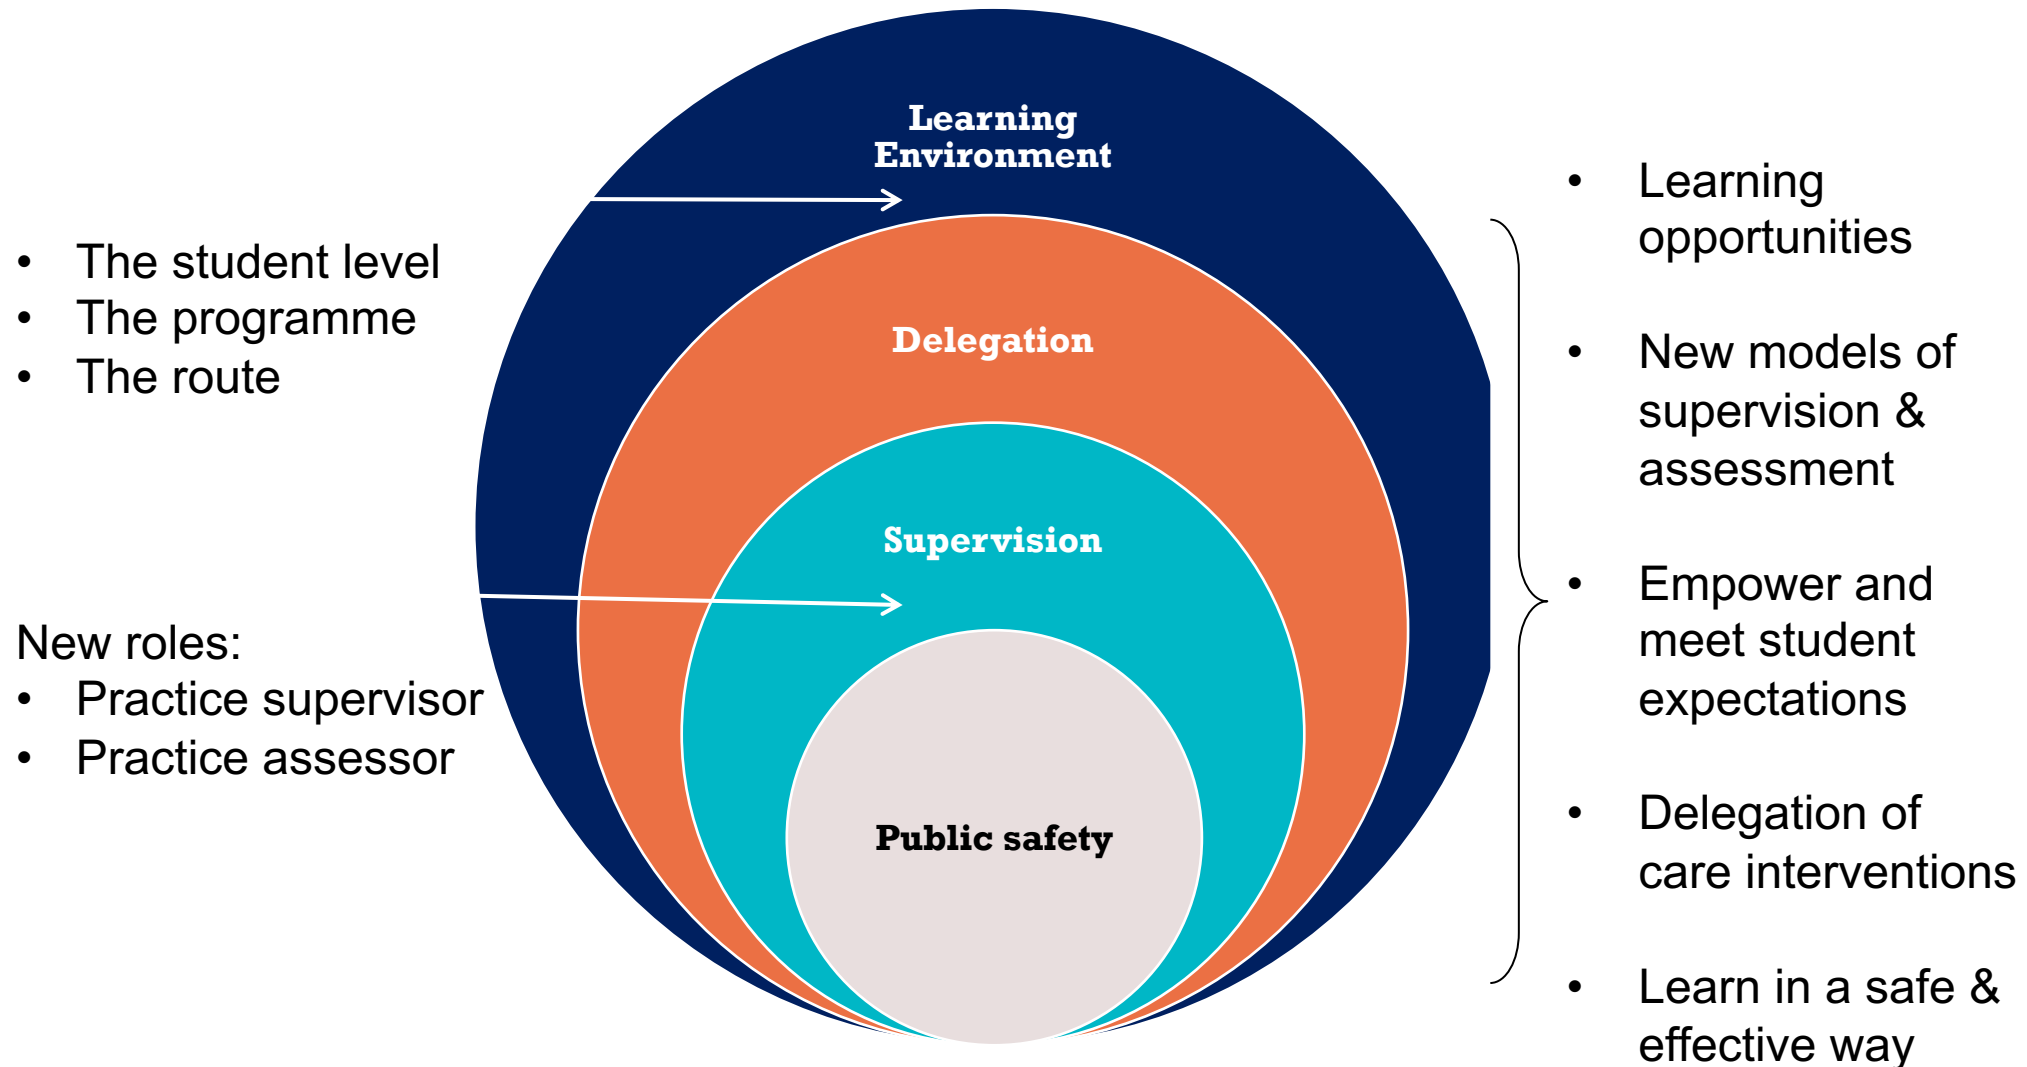 • The student level
• The programme
• The route
New roles:
• Practice supervisor
• Practice assessor
Learning
Environment
Delegation
Supervision
Public safety
• Learning
opportunities
• New models of
supervision &
assessment
• Empower and
meet student
expectations
• Delegation of
care interventions
• Learn in a safe &
effective way